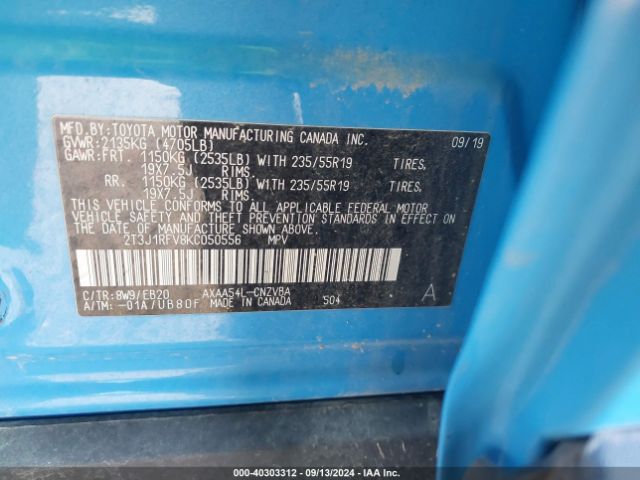 MFD.BY:TOYOTA MOTOR MANUFACTURING CANADA INC. 09/19
GVWR:2135KG (4705LB)
GAWR:FRT. 1150KG (2535LB) WITH 235/55R19 TIRES.
19X7.5J RIMS.
RR. 1150KG (2535LB) WITH 235/55R19 TIRES.
19X7.5J RIMS.
THIS VEHICLE CONFORMS TO ALL APPLICABLE FEDERAL MOTOR
VEHICLE SAFETY AND THEFT PREVENTION STANDARDS IN EFFECT ON
THE DATE OF MANUFACTURE SHOWN ABOVE.
2T3J1RFV8KC050556 MPV
C/TR:8W9/EB20 AXAA54L-CNZVBA A
A/TM: -01A/UB80F MADE IN CANADA 504
00-40303312 - 09/13/2024 - IAA Inc.